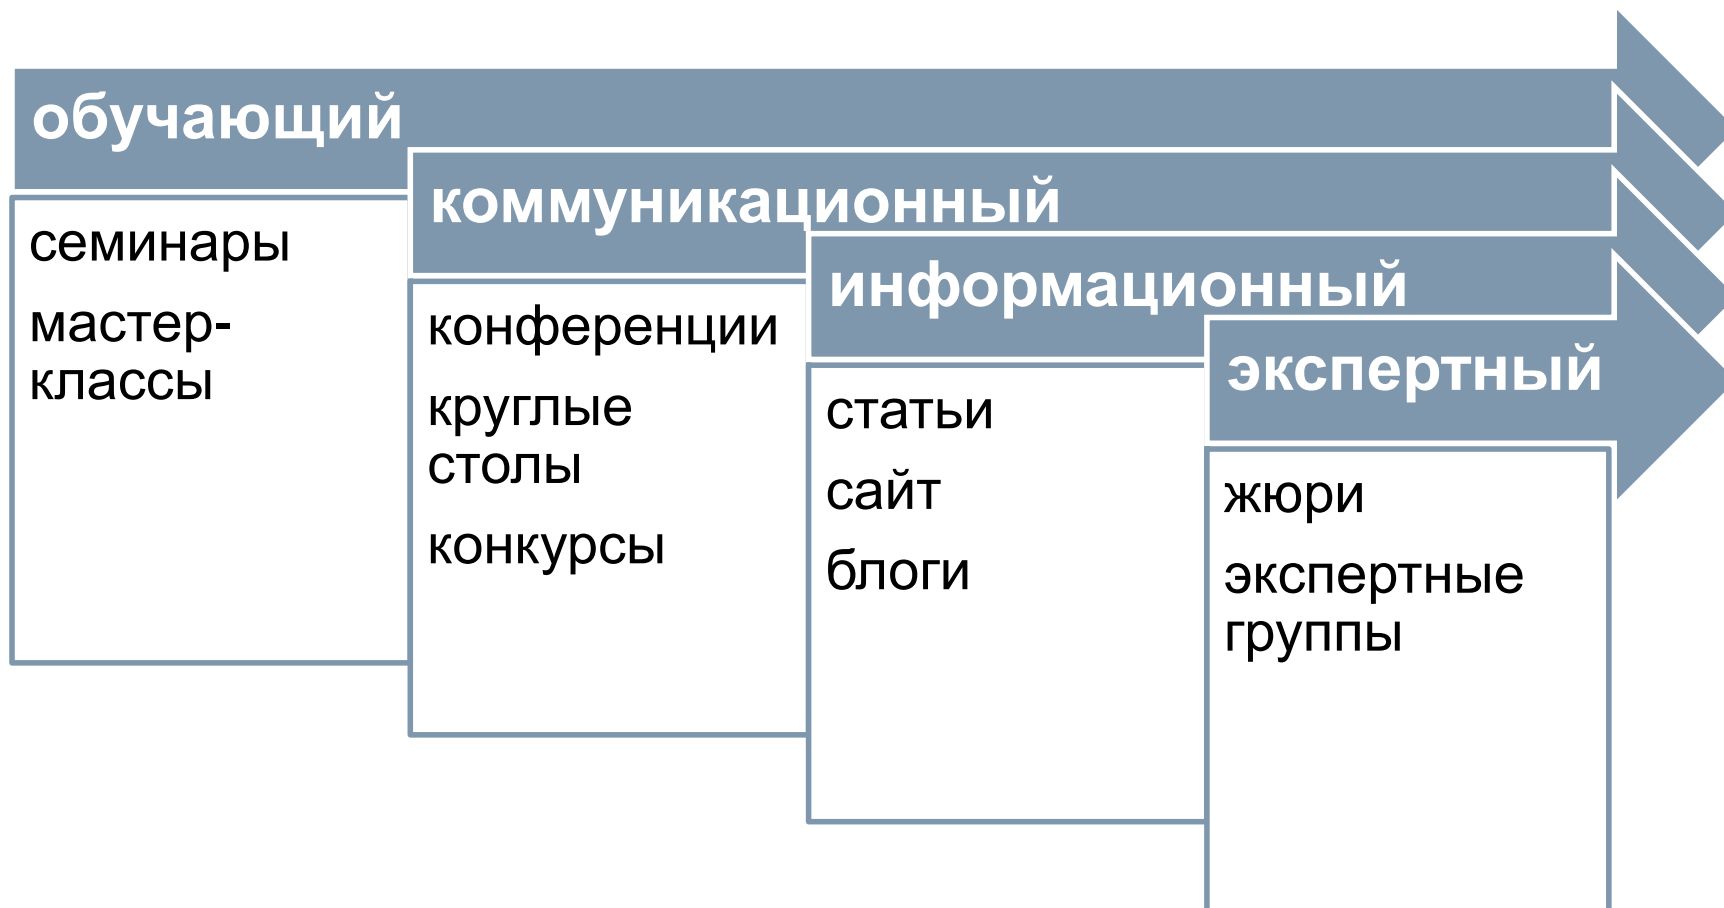 обучающий
семинары
мастер-
классы
коммуникационный
конференции
круглые
столы
конкурсы
информационный
статьи
сайт
блоги
экспертный
жюри
экспертные
группы